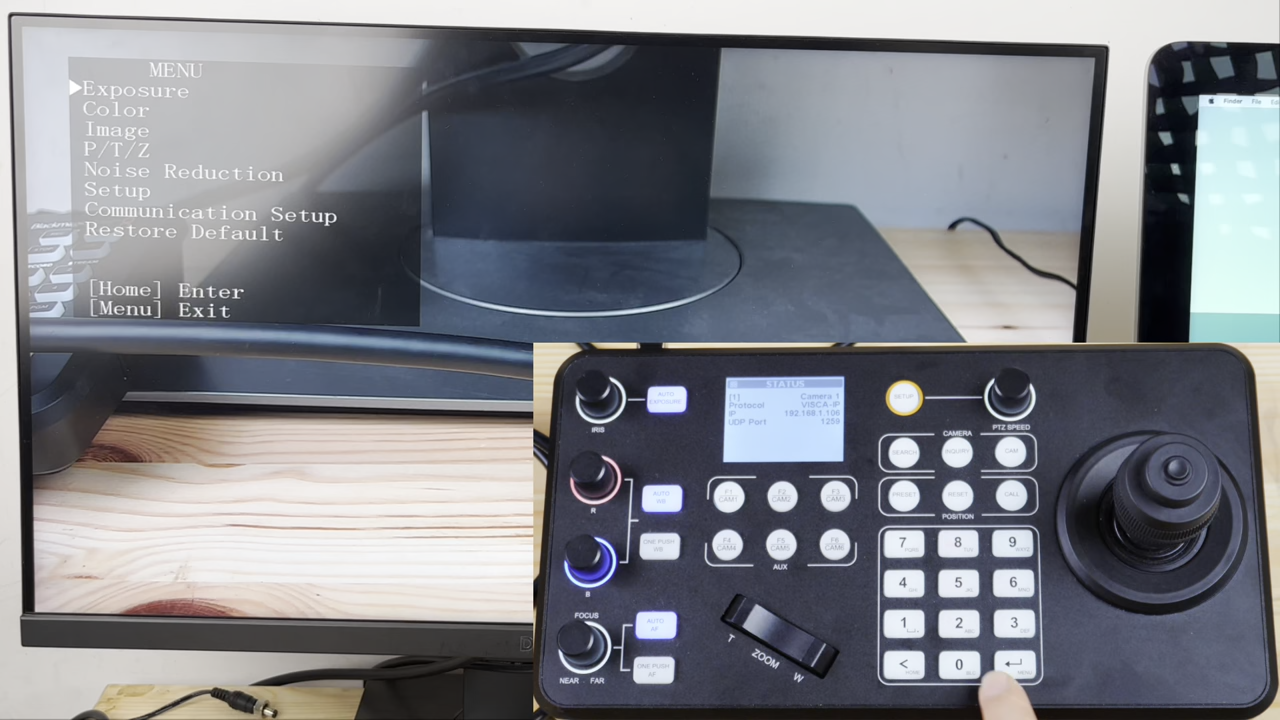 MENU
Exposure
Color
Image
P/T/Z
Noise Reduction
Setup
Communication Setup
Restore Default
[Home] Enter
[Menu] Exit
Finder File
STATUS
[1] Camera 1
Protocol VISCA-IP
IP 192.168.1.106
UDP Port 1259
IRIS
AUTO
EXPOSURE
SETUP
PTZ SPEED
CAMERA
SEARCH
INQUIRY
CAM
PRESET
RESET
CALL
POSITION
R
AUTO
WB
ONE PUSH
WB
B
F1
CAM1
F2
CAM2
F3
CAM3
F4
CAM4
F5
CAM5
F6
CAM6
AUX
7
8
9
4
5
6
1
2
3
<
HOME
0
MENU
FOCUS
AUTO
AF
ONE PUSH
AF
NEAR - FAR
T
ZOOM
W